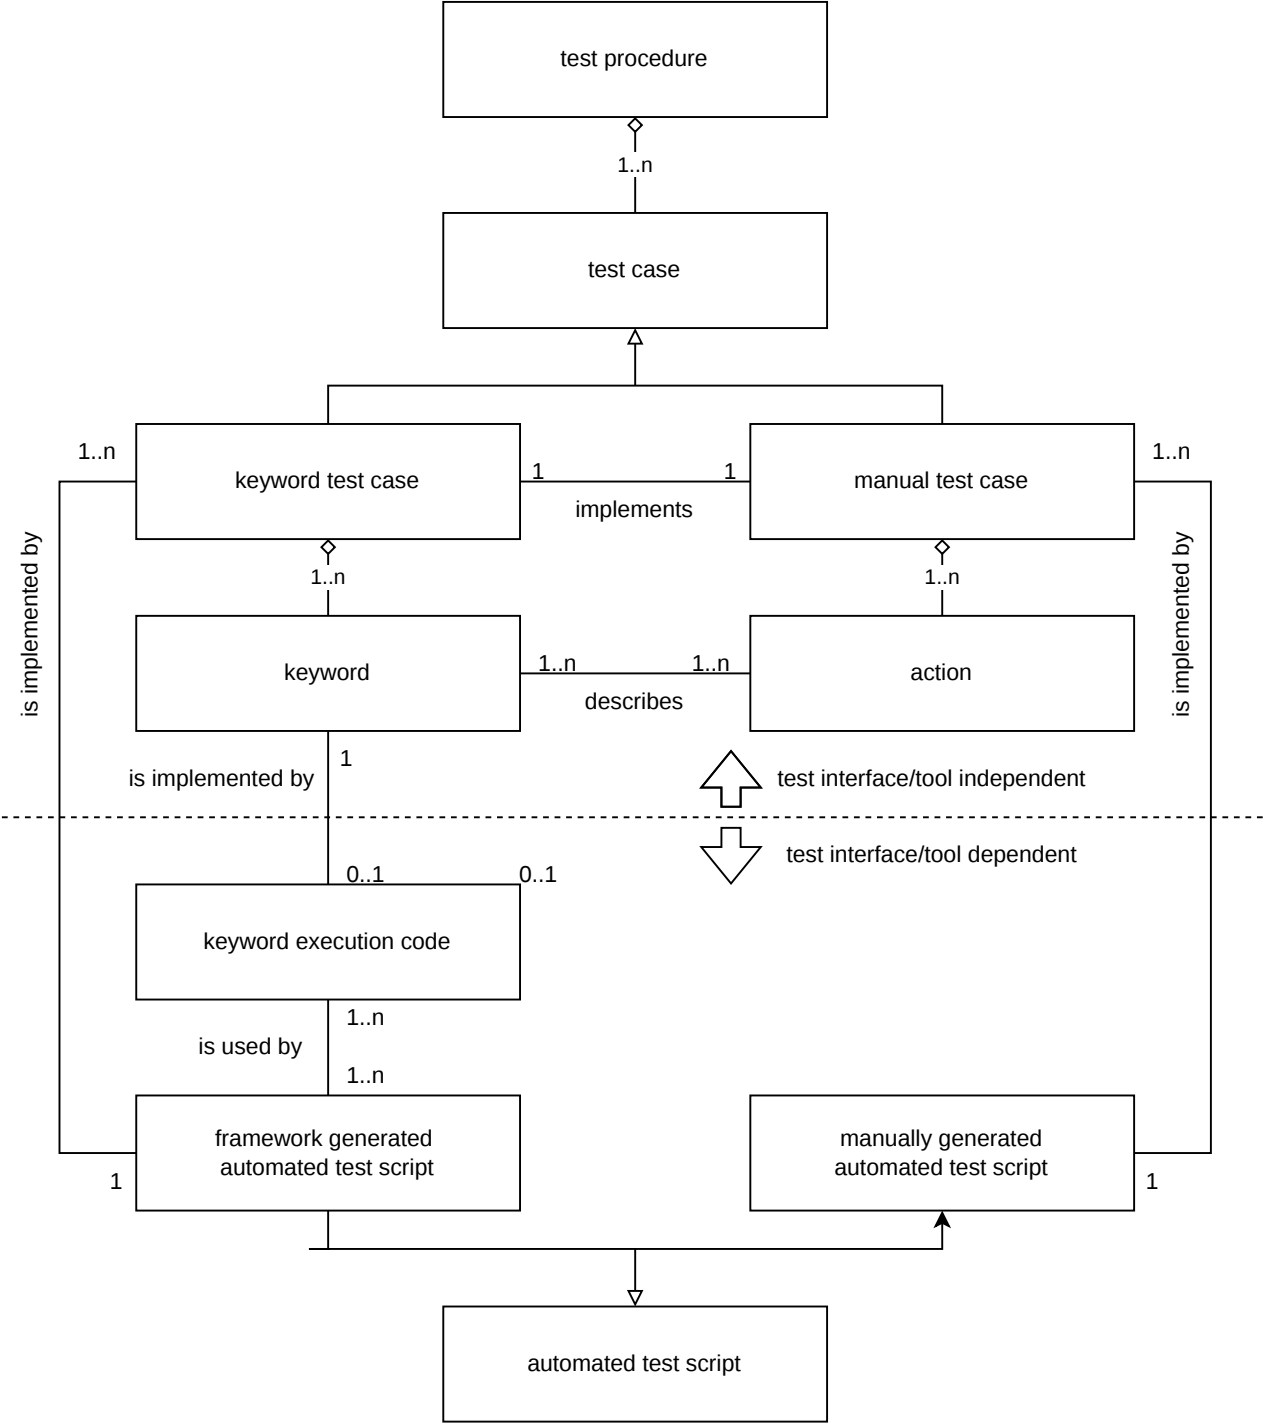 test procedure
1..n
test case
1..n
1..n
keyword test case
1
1
manual test case
implements
is implemented by
is implemented by
1..n
1..n
keyword
1..n
1..n
action
describes
1
is implemented by
test interface/tool independent
test interface/tool dependent
0..1
0..1
keyword execution code
1..n
is used by
1..n
framework generated
automated test script
manually generated
automated test script
1
1
automated test script